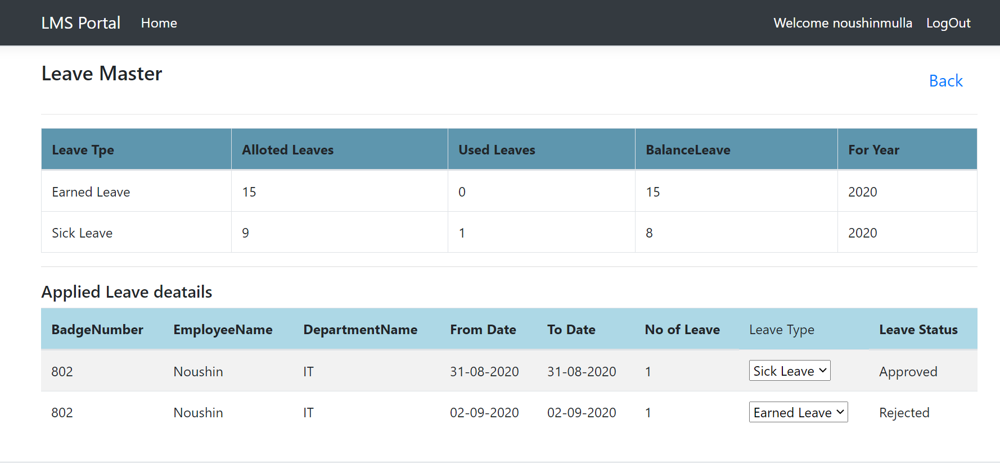 LMS Portal Home Welcome noushinmulla LogOut
Leave Master
Back
Leave Tpe Alloted Leaves Used Leaves BalanceLeave For Year
Earned Leave 15 0 15 2020
Sick Leave 9 1 8 2020
Applied Leave deatails
BadgeNumber EmployeeName DepartmentName From Date To Date No of Leave Leave Type Leave Status
802 Noushin IT 31-08-2020 31-08-2020 1 Sick Leave Approved
802 Noushin IT 02-09-2020 02-09-2020 1 Earned Leave Rejected